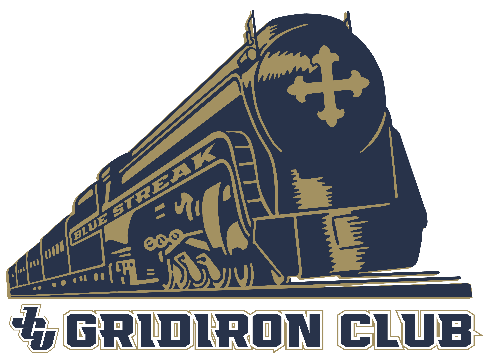 BLUE STREAK
JCU GRIDIRON CLUB